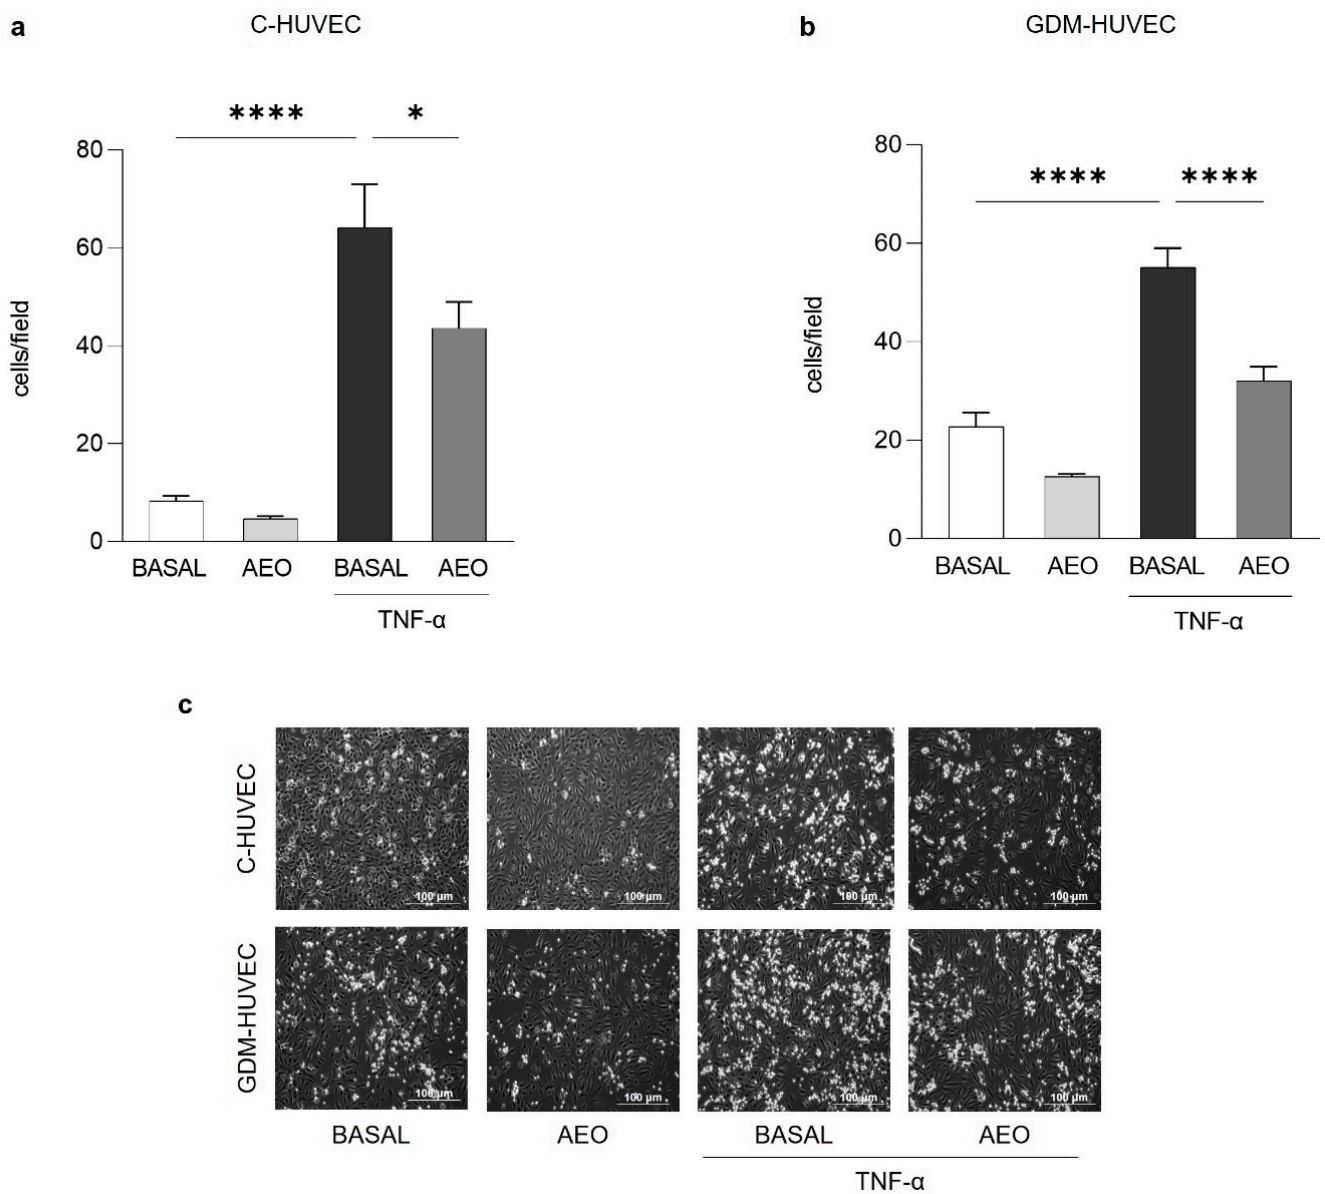 a
C-HUVEC
**** *
80
60
40
20
0
cells/field
BASAL AEO BASAL AEO
TNF-α
b
GDM-HUVEC
**** ****
80
60
40
20
0
cells/field
BASAL AEO BASAL AEO
TNF-α
c
C-HUVEC
100 µm 100 µm 100 µm 100 µm
GDM-HUVEC
100 µm 100 µm 100 µm 100 µm
BASAL AEO BASAL AEO
TNF-α